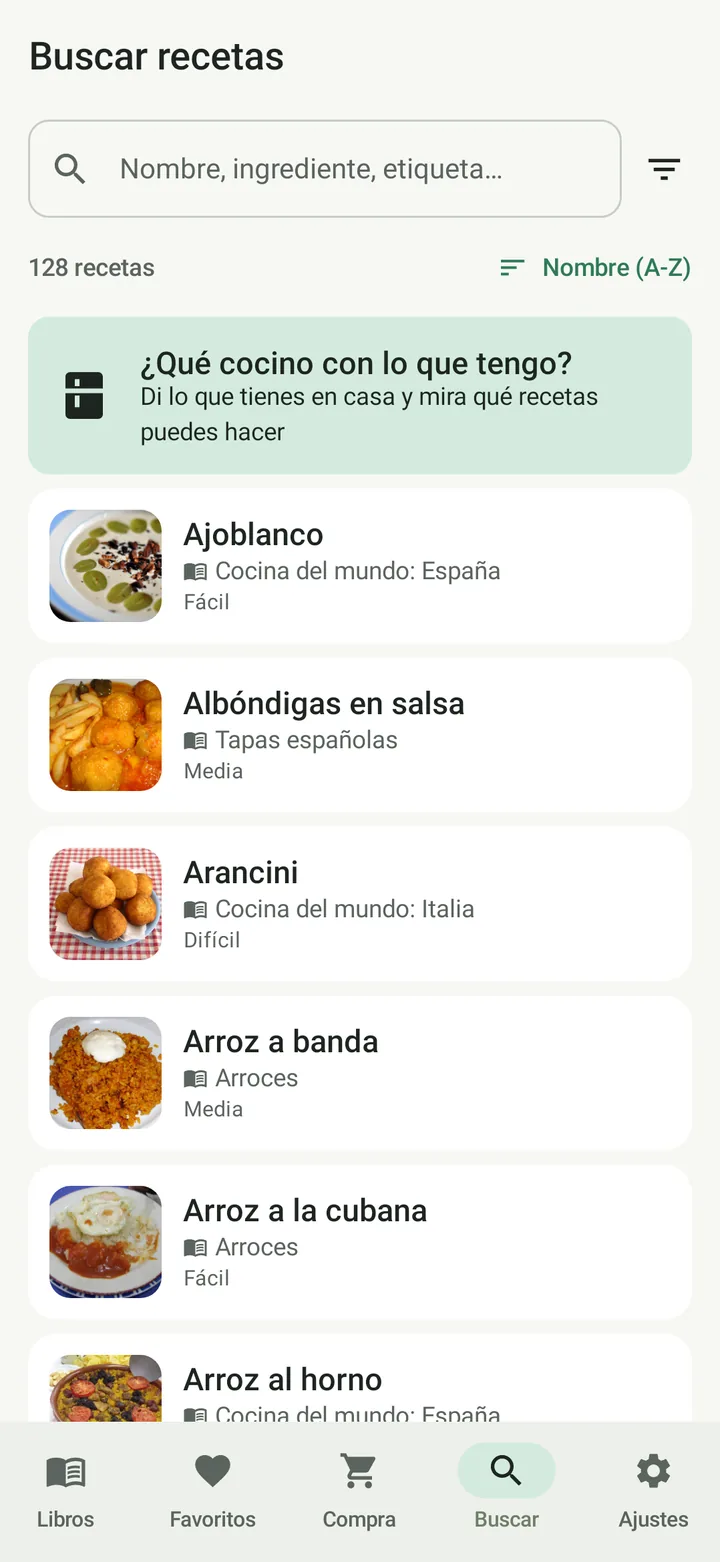 Buscar recetas
Nombre, ingrediente, etiqueta...
128 recetas
Nombre (A-Z)
¿Qué cocino con lo que tengo?
Di lo que tienes en casa y mira qué recetas
puedes hacer
Ajoblanco
Cocina del mundo: España
Fácil
Albóndigas en salsa
Tapas españolas
Media
Arancini
Cocina del mundo: Italia
Difícil
Arroz a banda
Arroces
Media
Arroz a la cubana
Arroces
Fácil
Arroz al horno
Cocina del mundo: España
Libros
Favoritos
Compra
Buscar
Ajustes